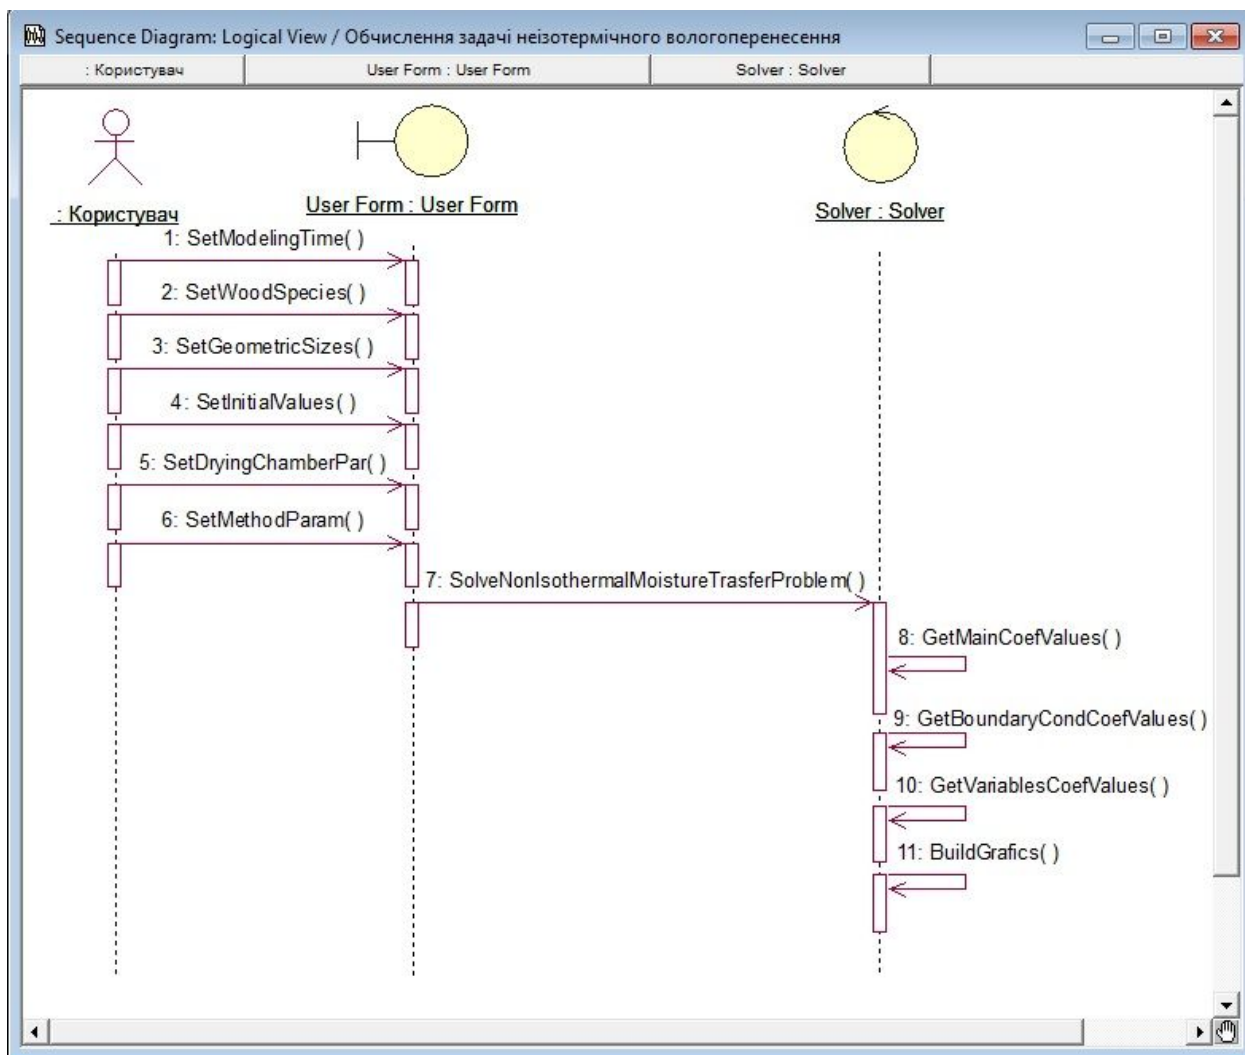 Sequence Diagram: Logical View / Обчислення задачі неізотермічного вологоперенесення
: Користувач
User Form : User Form
Solver : Solver
: Користувач
User Form : User Form
Solver : Solver
1: SetModelingTime( )
2: SetWoodSpecies( )
3: SetGeometricSizes( )
4: SetInitialValues( )
5: SetDryingChamberPar( )
6: SetMethodParam( )
7: SolveNonIsothermalMoistureTrasferProblem( )
8: GetMainCoefValues( )
9: GetBoundaryCondCoefValues( )
10: GetVariablesCoefValues( )
11: BuildGrafics( )